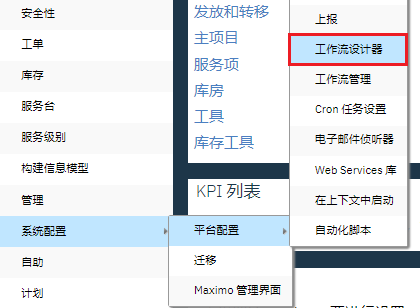 安全性
工单
库存
服务台
服务级别
构建信息模型
管理
系统配置
自助
计划
发放和转移
主项目
服务项
库房
工具
库存工具
KPI 列表
平台配置
迁移
Maximo 管理界面
上报
工作流设计器
工作流管理
Cron 任务设置
电子邮件侦听器
Web Services 库
在上下文中启动
自动化脚本
要进行设置